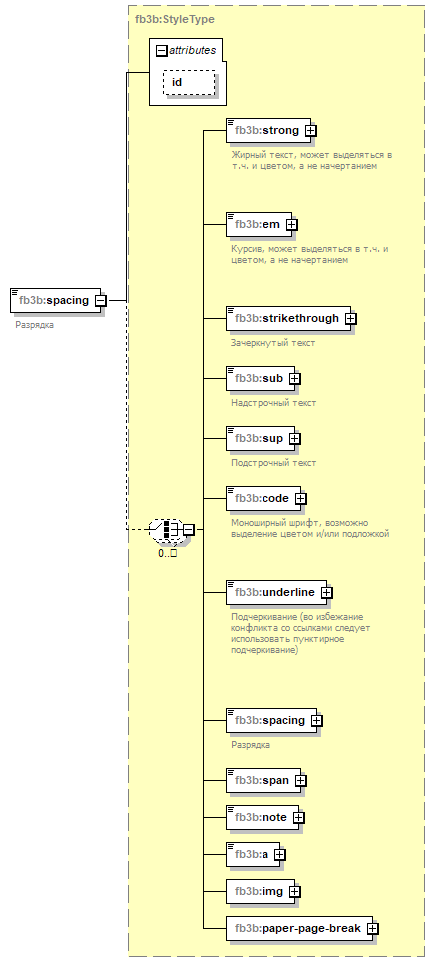 fb3b:StyleType
attributes
id
fb3b:strong
Жирный текст, может выделяться в
т.ч. и цветом, а не начертанием
fb3b:em
Курсив, может выделяться в т.ч. и
цветом, а не начертанием
fb3b:spacing
Разрядка
fb3b:strikethrough
Зачеркнутый текст
fb3b:sub
Надстрочный текст
fb3b:sup
Подстрочный текст
fb3b:code
Моноширный шрифт, возможно
выделение цветом и/или подложкой
0..
fb3b:underline
Подчеркивание (во избежание
конфликта со ссылками следует
использовать пунктирное
подчеркивание)
fb3b:spacing
Разрядка
fb3b:span
fb3b:note
fb3b:a
fb3b:img
fb3b:paper-page-break